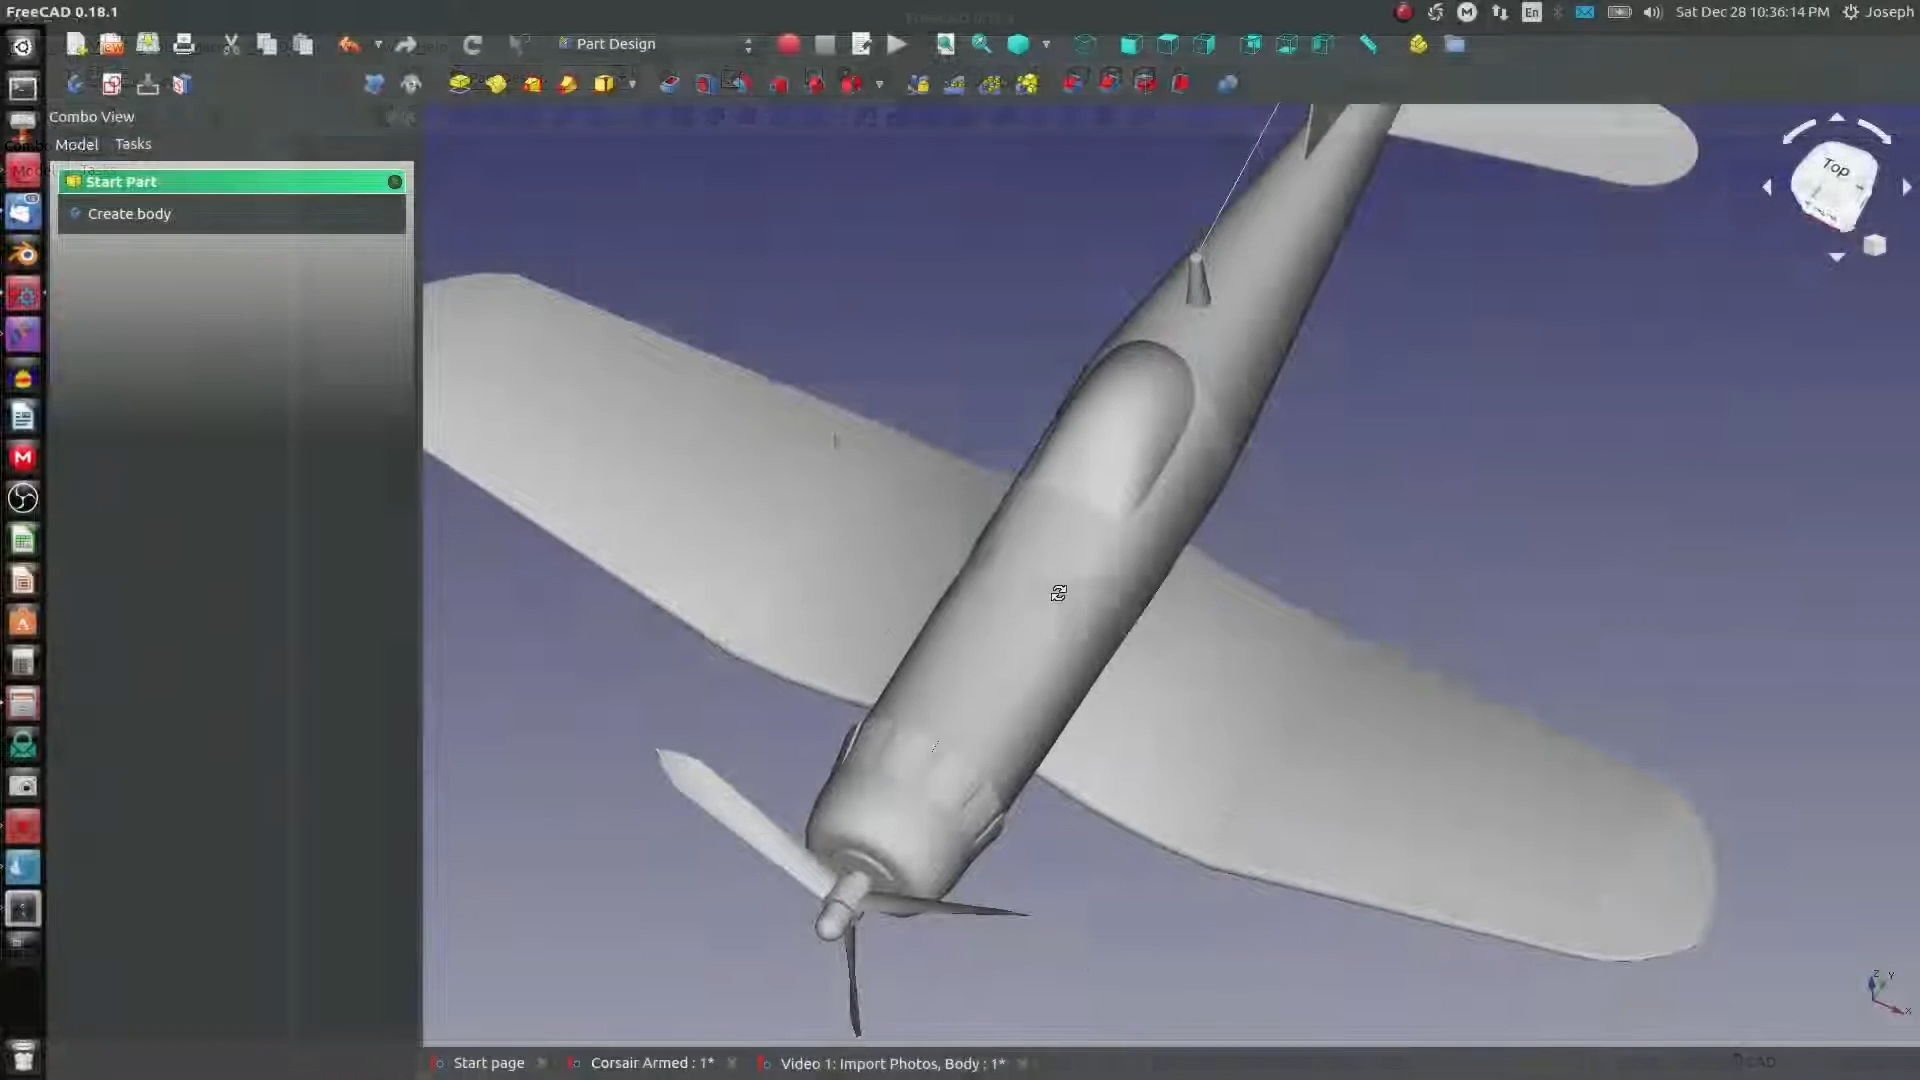 FreeCAD 0.18.1
En
Sat Dec 28 10:36:14 PM
Joseph
Part Design
Combo View
Model
Tasks
Start Part
Create body
Top
Z
Y
X
Start page
Corsair Armed : 1*
Video 1: Import Photos, Body : 1*